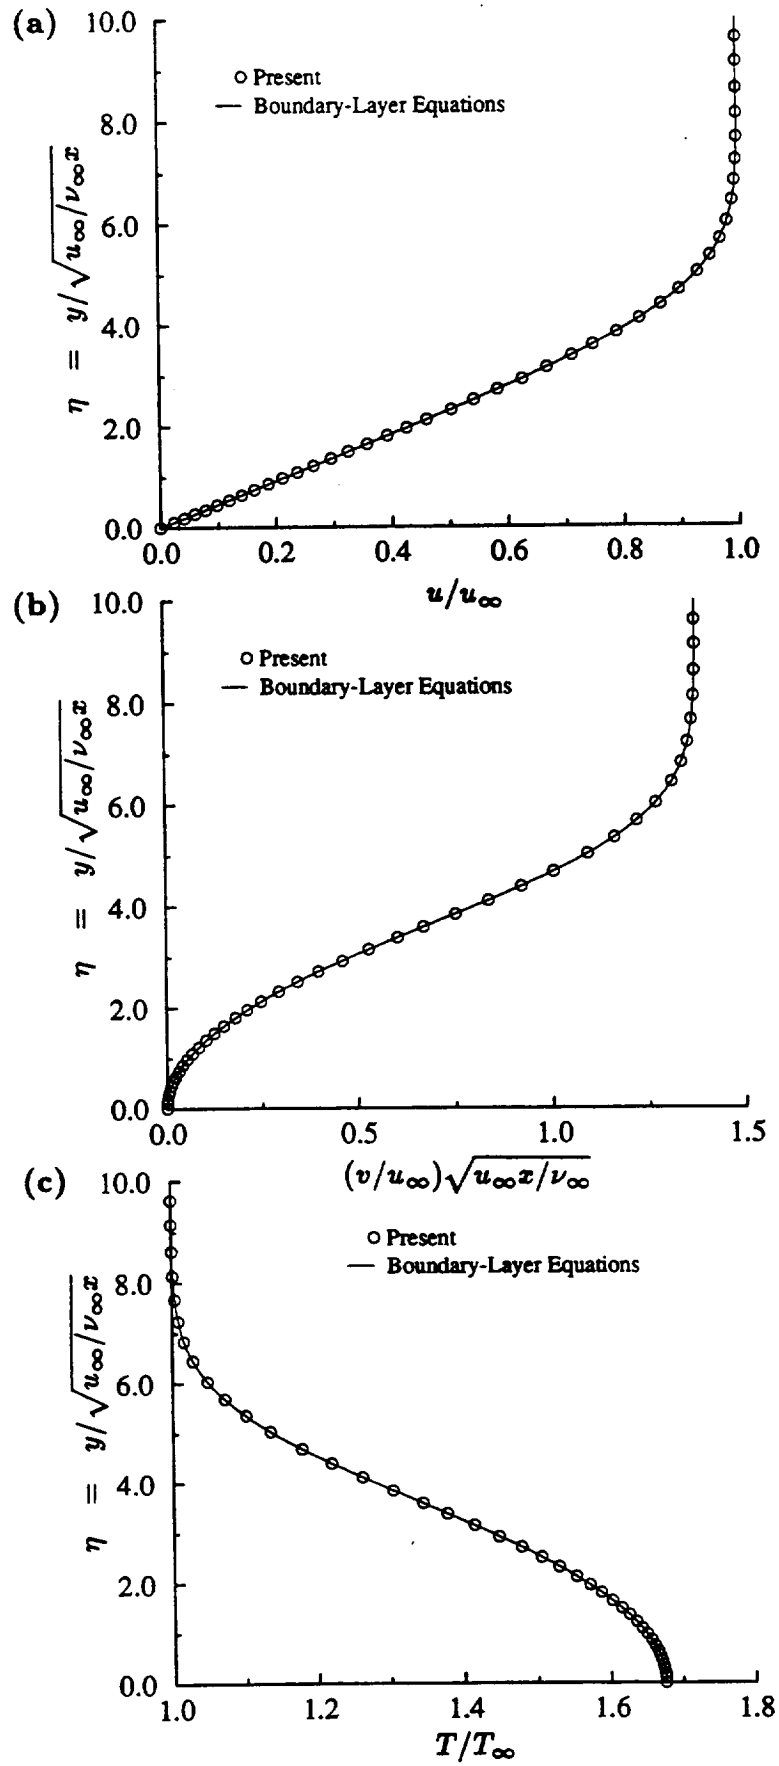 (a)
10.0
8.0
6.0
4.0
2.0
0.0
η = y/√u∞/ν∞x
○ Present
— Boundary-Layer Equations
0.0 0.2 0.4 0.6 0.8 1.0
u/u∞
(b)
10.0
8.0
6.0
4.0
2.0
0.0
η = y/√u∞/ν∞x
○ Present
— Boundary-Layer Equations
0.0 0.5 1.0 1.5
(v/u∞)√u∞x/ν∞
(c)
10.0
8.0
6.0
4.0
2.0
0.0
η = y/√u∞/ν∞x
○ Present
— Boundary-Layer Equations
1.0 1.2 1.4 1.6 1.8
T/T∞